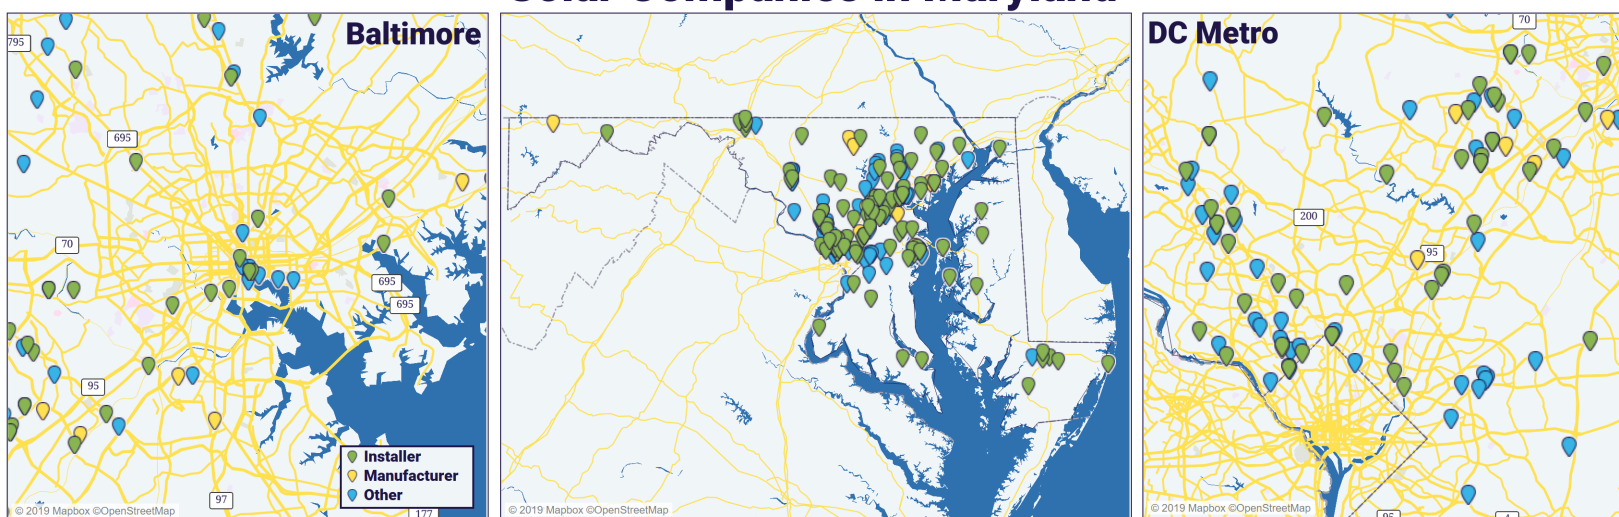 Solar Companies in Maryland
Baltimore
DC Metro
795
695
70
695
695
95
97
177
Installer
Manufacturer
Other
© 2019 Mapbox ©OpenStreetMap
© 2019 Mapbox ©OpenStreetMap
70
200
95
95
© 2019 Mapbox ©OpenStreetMap